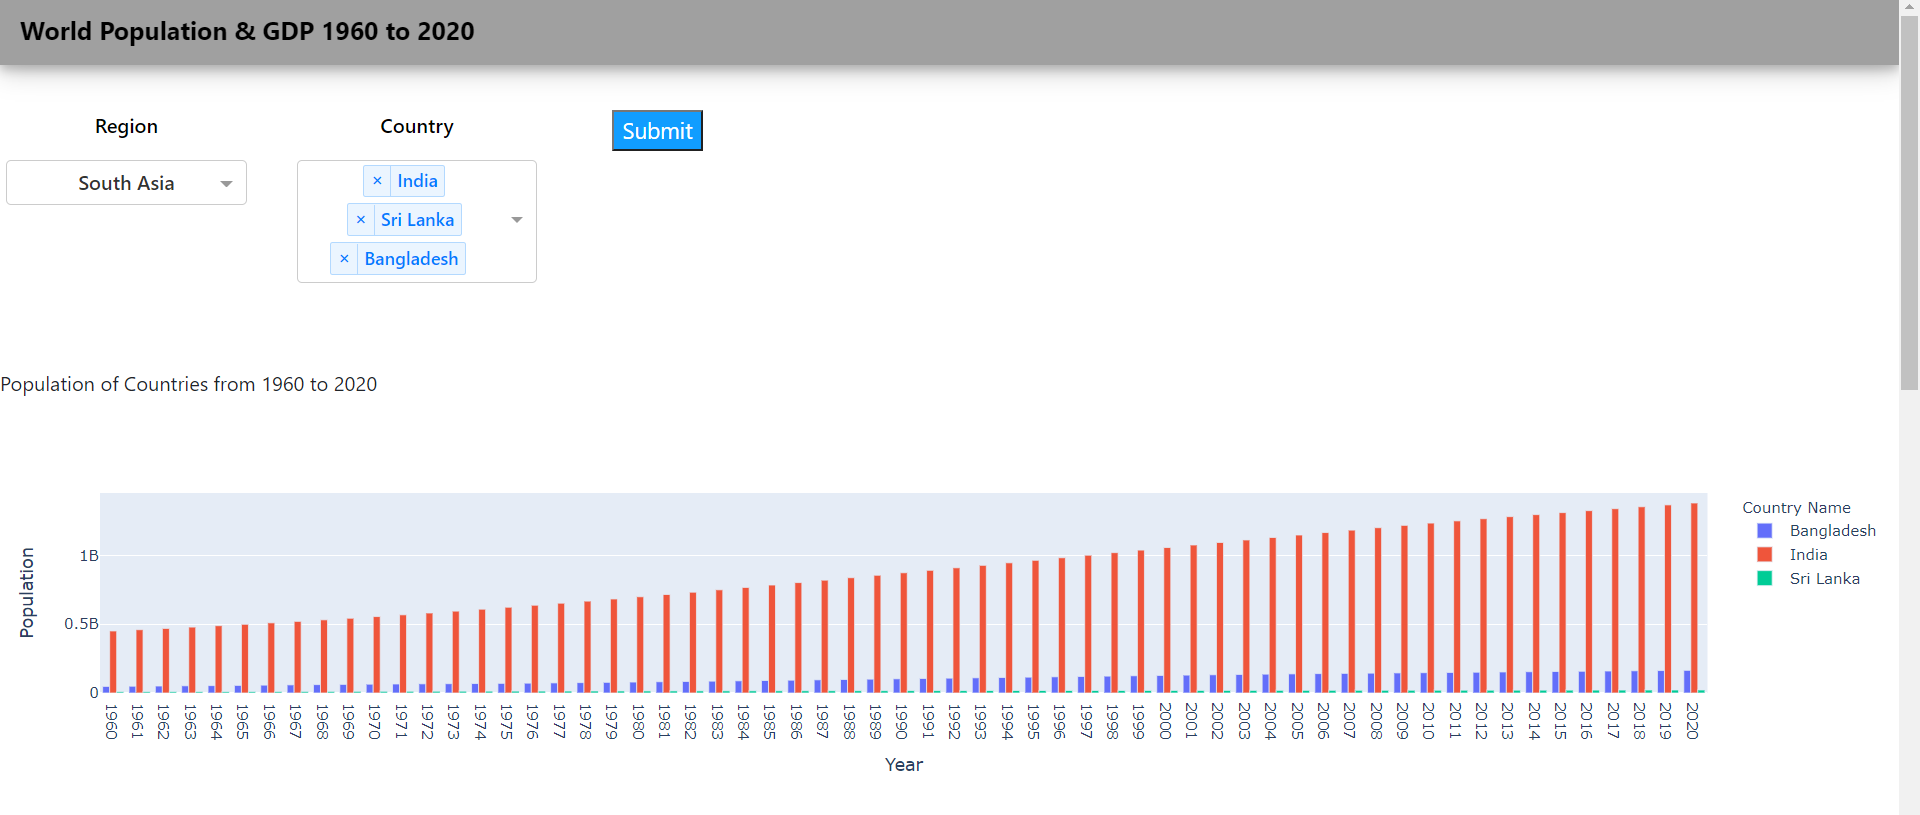 World Population & GDP 1960 to 2020
Region
Country
Submit
South Asia
× India
× Sri Lanka
× Bangladesh
Population of Countries from 1960 to 2020
Country Name
Bangladesh
India
Sri Lanka
Population
1B
0.5B
0
1960 1961 1962 1963 1964 1965 1966 1967 1968 1969 1970 1971 1972 1973 1974 1975 1976 1977 1978 1979 1980 1981 1982 1983 1984 1985 1986 1987 1988 1989 1990 1991 1992 1993 1994 1995 1996 1997 1998 1999 2000 2001 2002 2003 2004 2005 2006 2007 2008 2009 2010 2011 2012 2013 2014 2015 2016 2017 2018 2019 2020
Year